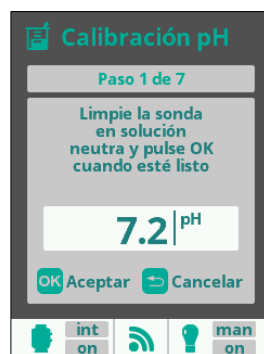 Calibración pH
Paso 1 de 7
Limpie la sonda
en solución
neutra y pulse OK
cuando esté listo
7.2 pH
OK Aceptar Cancelar
int man
on on